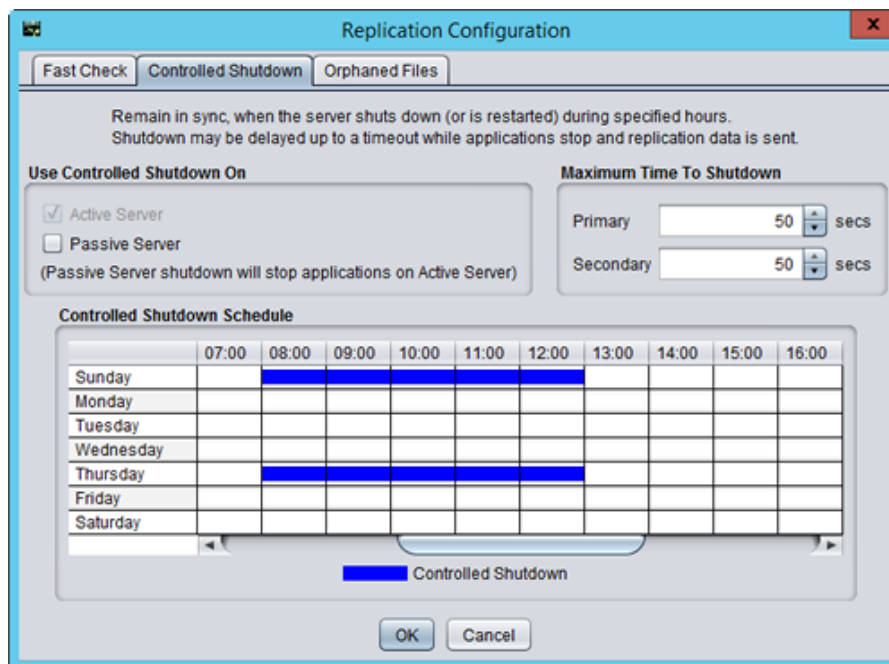 Replication Configuration
x
Fast Check Controlled Shutdown Orphaned Files
Remain in sync, when the server shuts down (or is restarted) during specified hours.
Shutdown may be delayed up to a timeout while applications stop and replication data is sent.
Use Controlled Shutdown On
Active Server
Passive Server
(Passive Server shutdown will stop applications on Active Server)
Maximum Time To Shutdown
Primary 50 secs
Secondary 50 secs
Controlled Shutdown Schedule
07:00 08:00 09:00 10:00 11:00 12:00 13:00 14:00 15:00 16:00
Sunday
Monday
Tuesday
Wednesday
Thursday
Friday
Saturday
Controlled Shutdown
OK Cancel